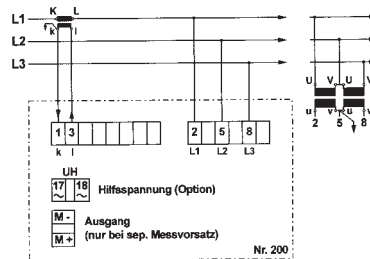 K L
L1
k l
L2
L3
U V U V
u v u v
2 5 8
1 3
k l
2 5 8
L1 L2 L3
UH
17 18 Hilfsspannung (Option)
~ ~
M - Ausgang
M + (nur bei sep. Messvorsatz)
Nr. 200